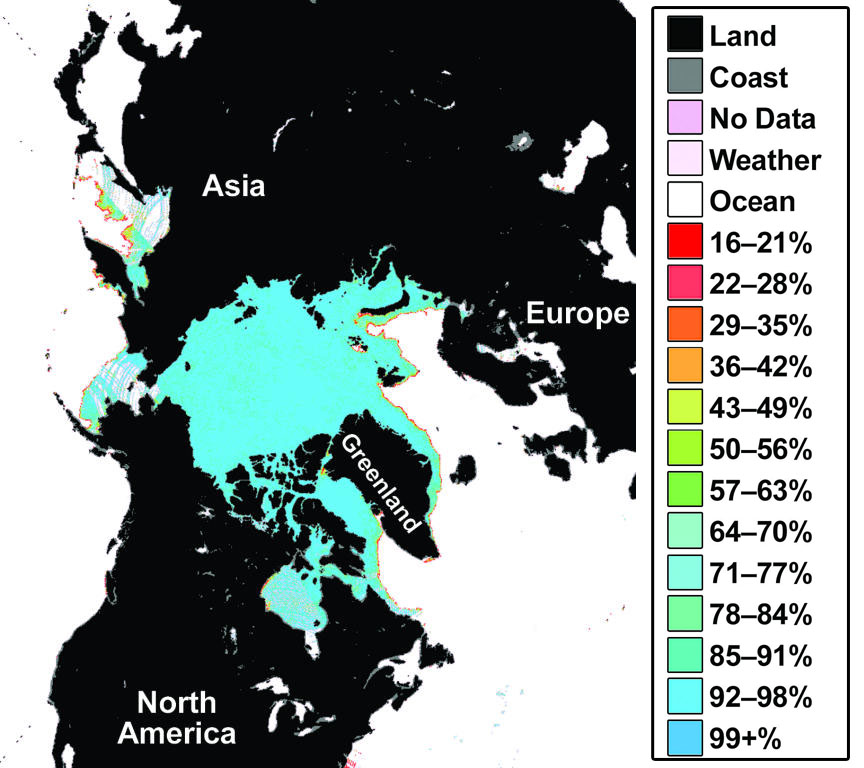 Asia
Europe
Greenland
North
America
Land
Coast
No Data
Weather
Ocean
16–21%
22–28%
29–35%
36–42%
43–49%
50–56%
57–63%
64–70%
71–77%
78–84%
85–91%
92–98%
99+%